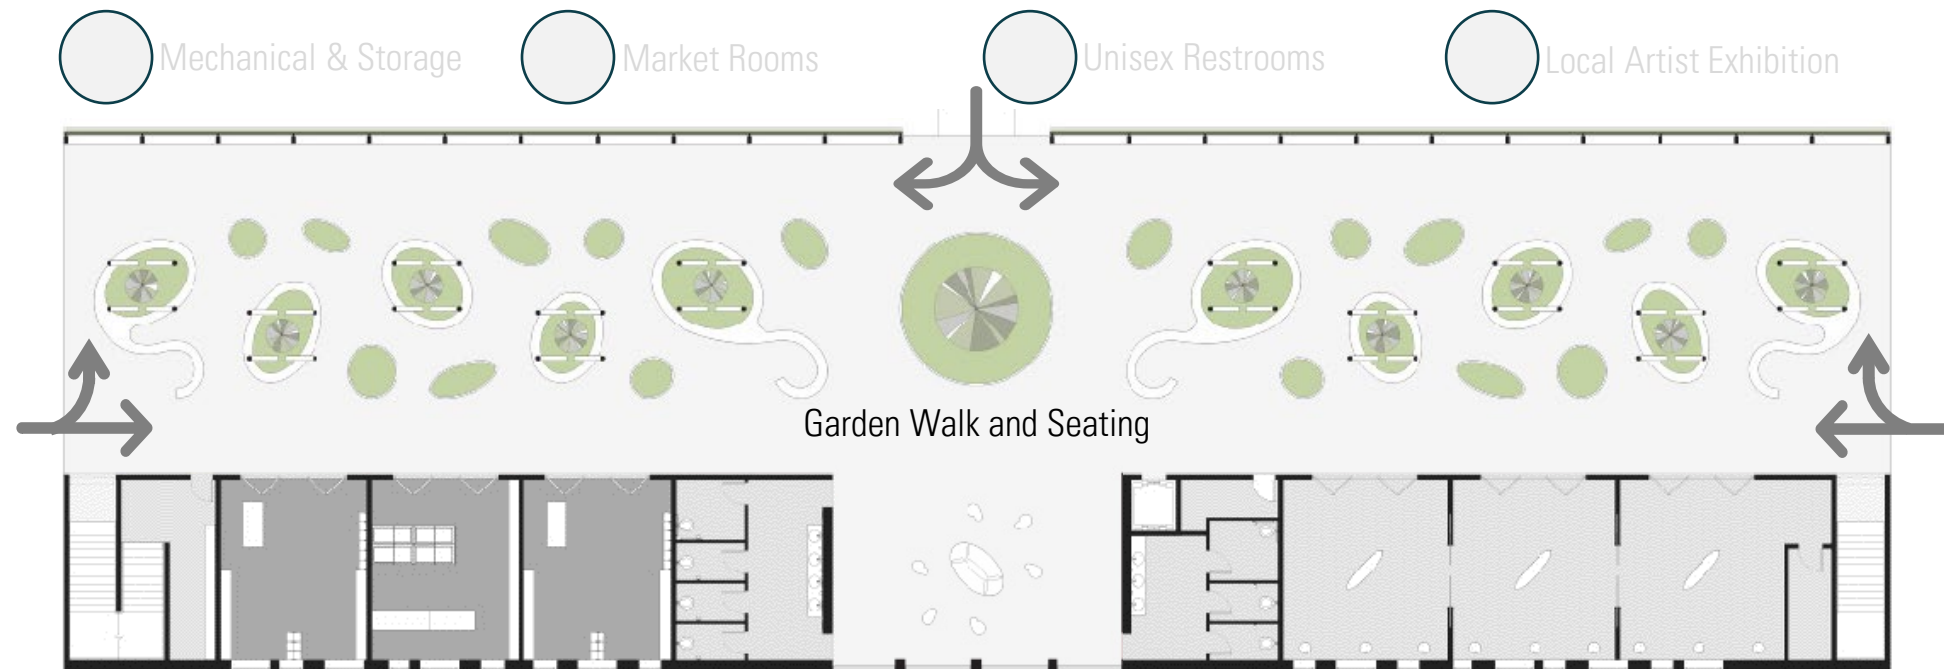 Mechanical & Storage
Market Rooms
Unisex Restrooms
Local Artist Exhibition
Garden Walk and Seating